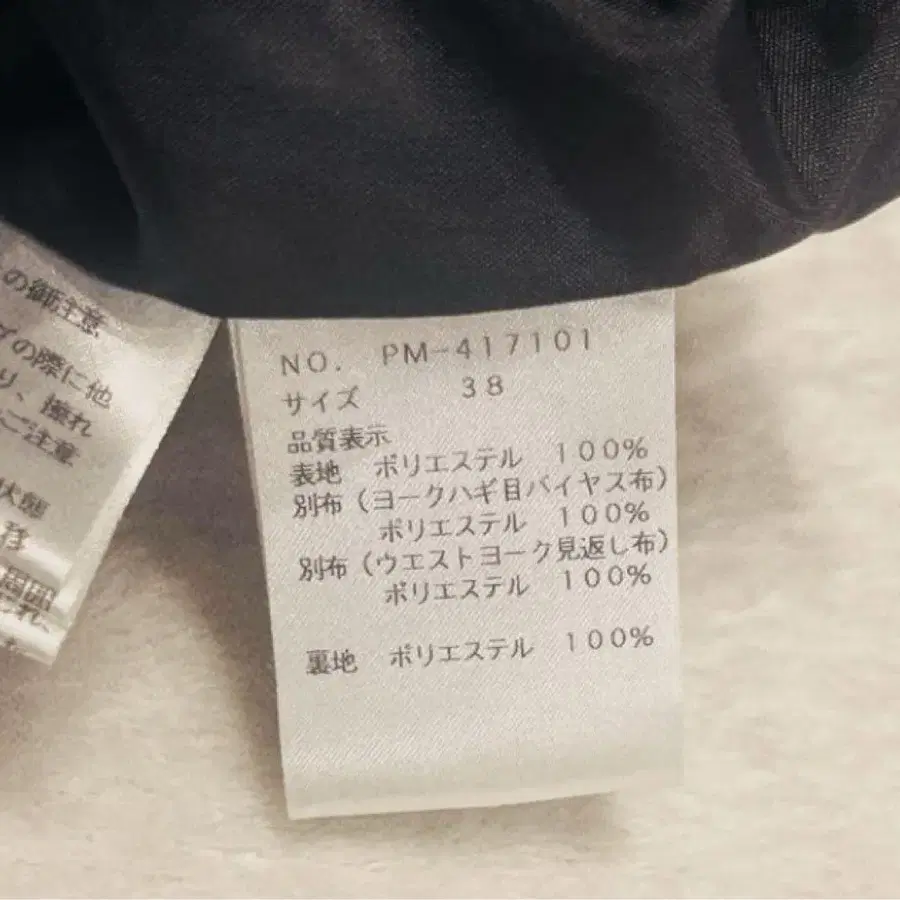 の御注意
の際に他
り、擦れ
ご注意
状態
周囲
NO. PM-417101
サイズ 38
品質表示
表地 ポリエステル 100%
別布(ヨークハギ目バイヤス布)
ポリエステル 100%
別布(ウエストヨーク見返し布)
ポリエステル 100%
裏地 ポリエステル 100%